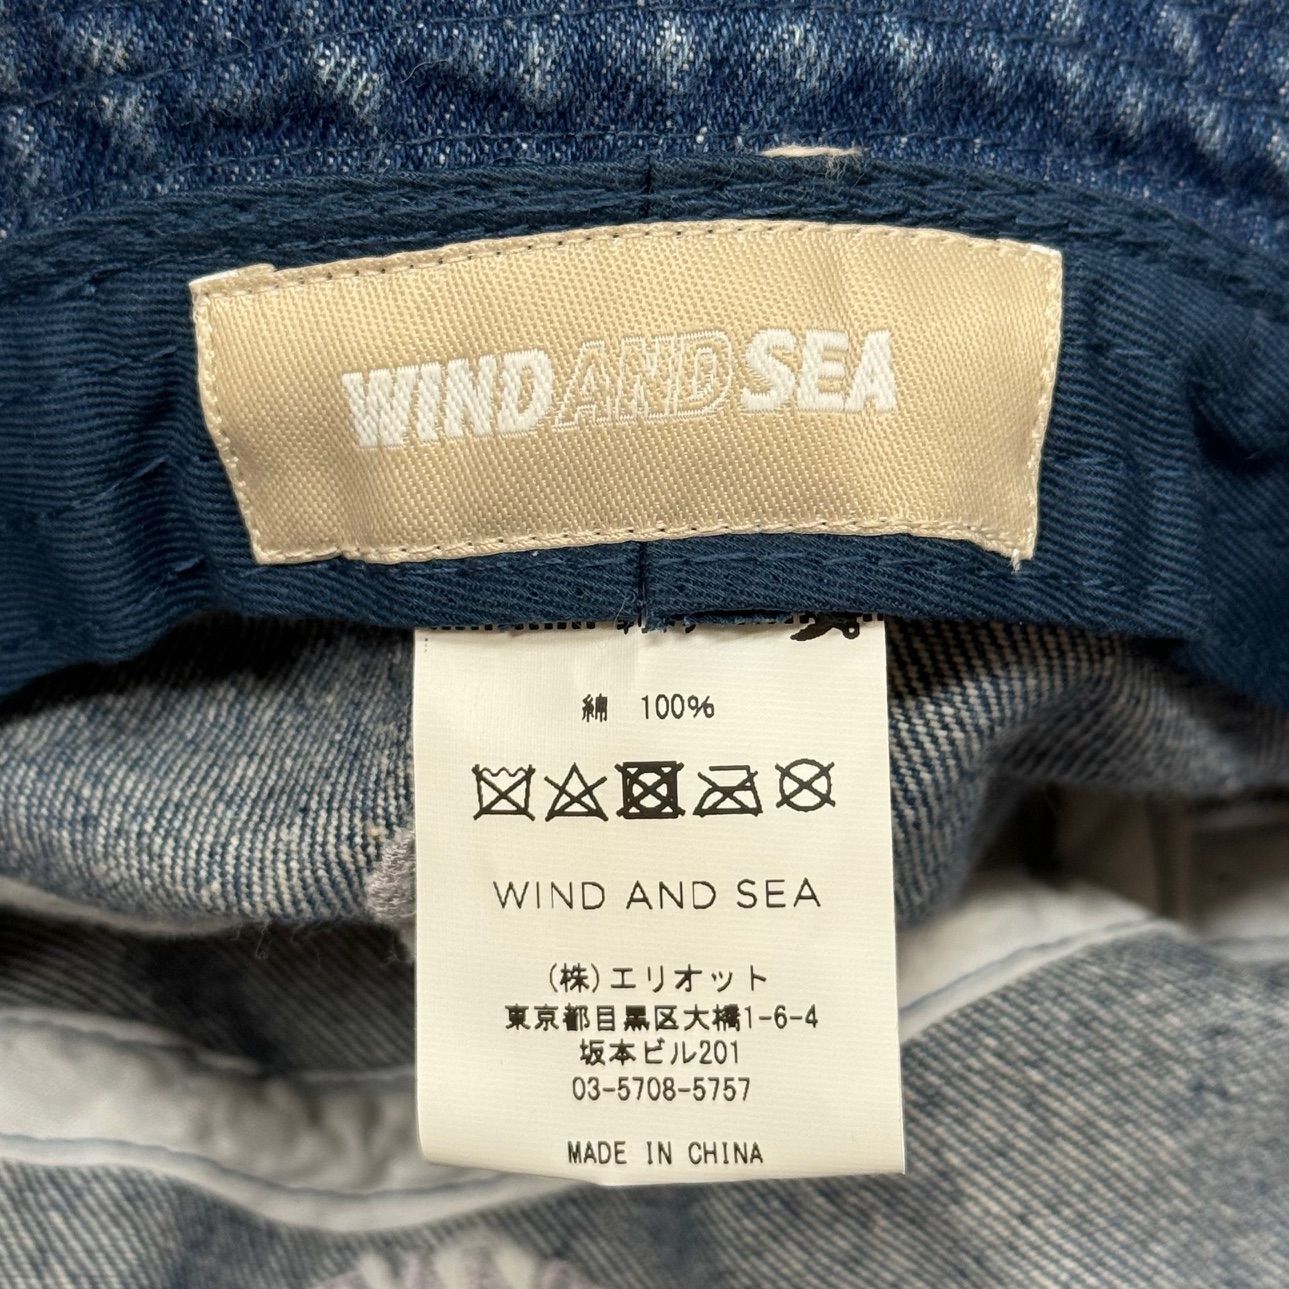 WIND AND SEA
綿 100%
WIND AND SEA
(株)エリオット
東京都目黒区大橋1-6-4
坂本ビル201
03-5708-5757
MADE IN CHINA